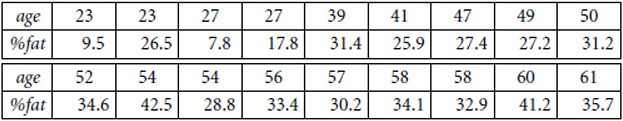 age 23 23 27 27 39 41 47 49 50
%fat 9.5 26.5 7.8 17.8 31.4 25.9 27.4 27.2 31.2
age 52 54 54 56 57 58 58 60 61
%fat 34.6 42.5 28.8 33.4 30.2 34.1 32.9 41.2 35.7